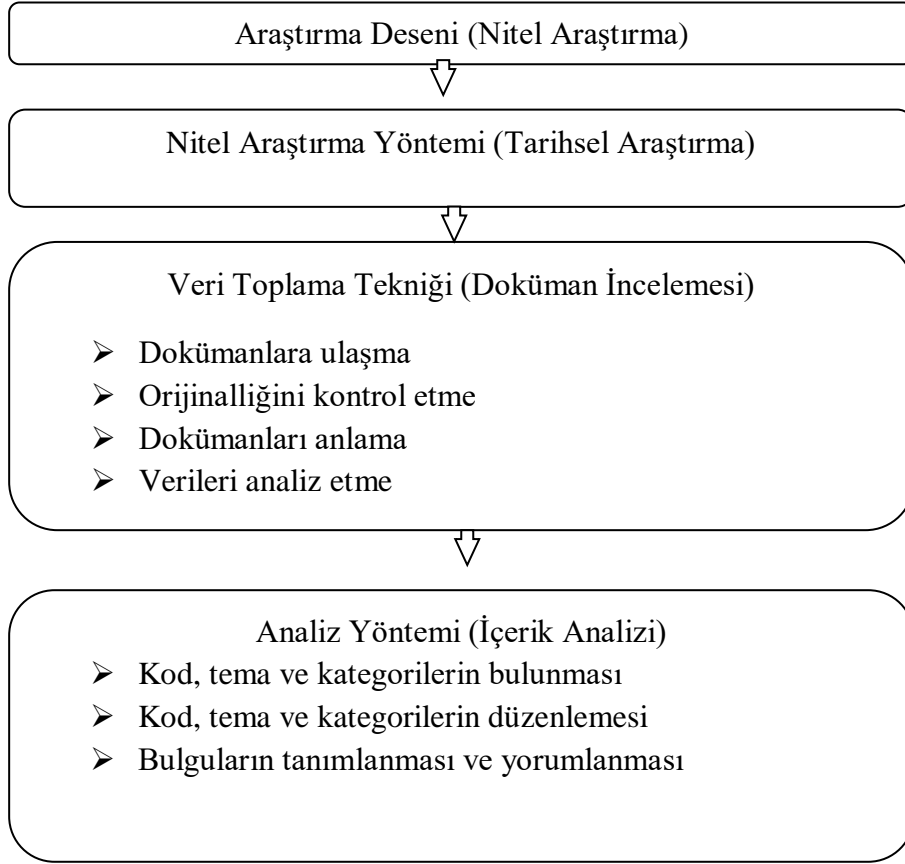 Araştırma Deseni (Nitel Araştırma)
Nitel Araştırma Yöntemi (Tarihsel Araştırma)
Veri Toplama Tekniği (Doküman İncelemesi)
➢ Dokümanlara ulaşma
➢ Orijinalliğini kontrol etme
➢ Dokümanları anlama
➢ Verileri analiz etme
Analiz Yöntemi (İçerik Analizi)
➢ Kod, tema ve kategorilerin bulunması
➢ Kod, tema ve kategorilerin düzenlemesi
➢ Bulguların tanımlanması ve yorumlanması